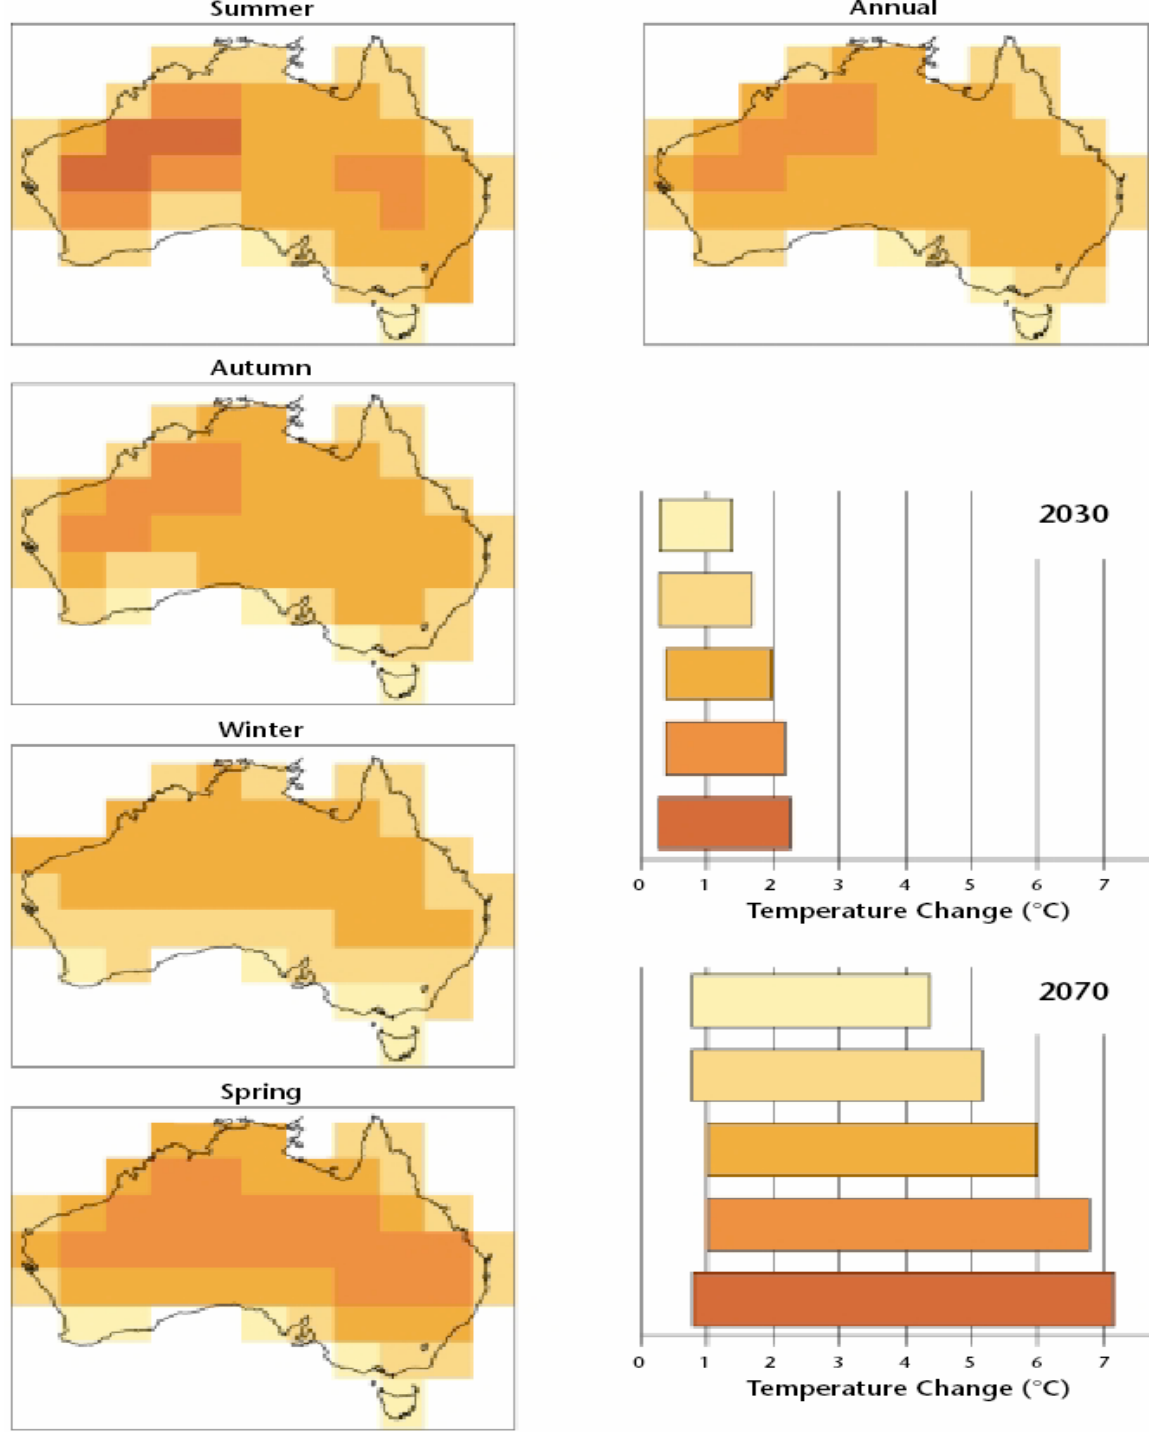 Summer
Annual
Autumn
Winter
Spring
2030
0 1 2 3 4 5 6 7
Temperature Change (°C)
2070
0 1 2 3 4 5 6 7
Temperature Change (°C)